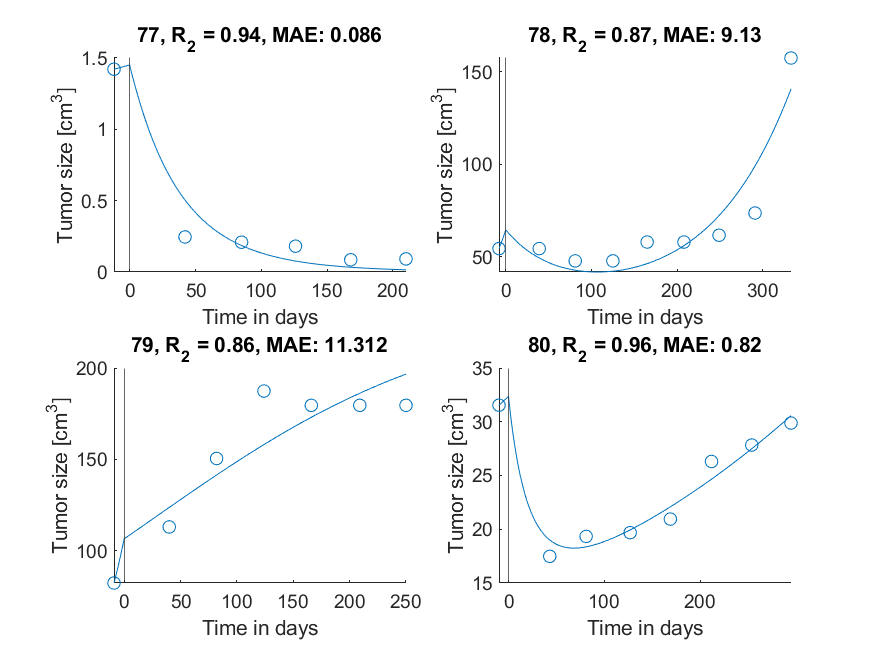 77, R2 = 0.94, MAE: 0.086
Tumor size [cm3]
1.5
1
0.5
0
0 50 100 150 200
Time in days
78, R2 = 0.87, MAE: 9.13
Tumor size [cm3]
150
100
50
0 100 200 300
Time in days
79, R2 = 0.86, MAE: 11.312
Tumor size [cm3]
200
150
100
0 50 100 150 200 250
Time in days
80, R2 = 0.96, MAE: 0.82
Tumor size [cm3]
35
30
25
20
15
0 100 200
Time in days